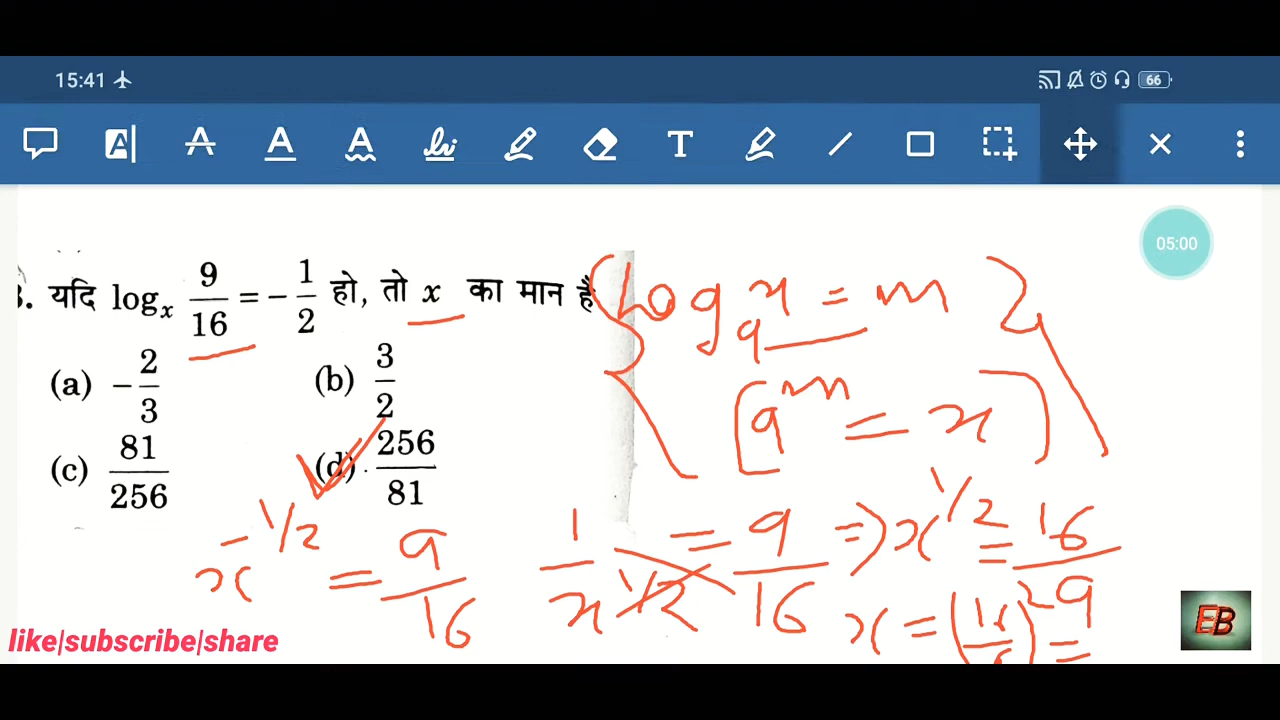 15:41
66
A A A A T
05:00
3. यदि logₓ 9/16 = -1/2 हो, तो x का मान है
(a) -2/3 (b) 3/2
(c) 81/256 (d) 256/81
log_a x = m
[a^m = x]
x^(-1/2) = 9/16
1/x^(1/2) = 9/16 ⇒ x^(1/2) = 16/9
x = (16/ )² =
like|subscribe|share
EB